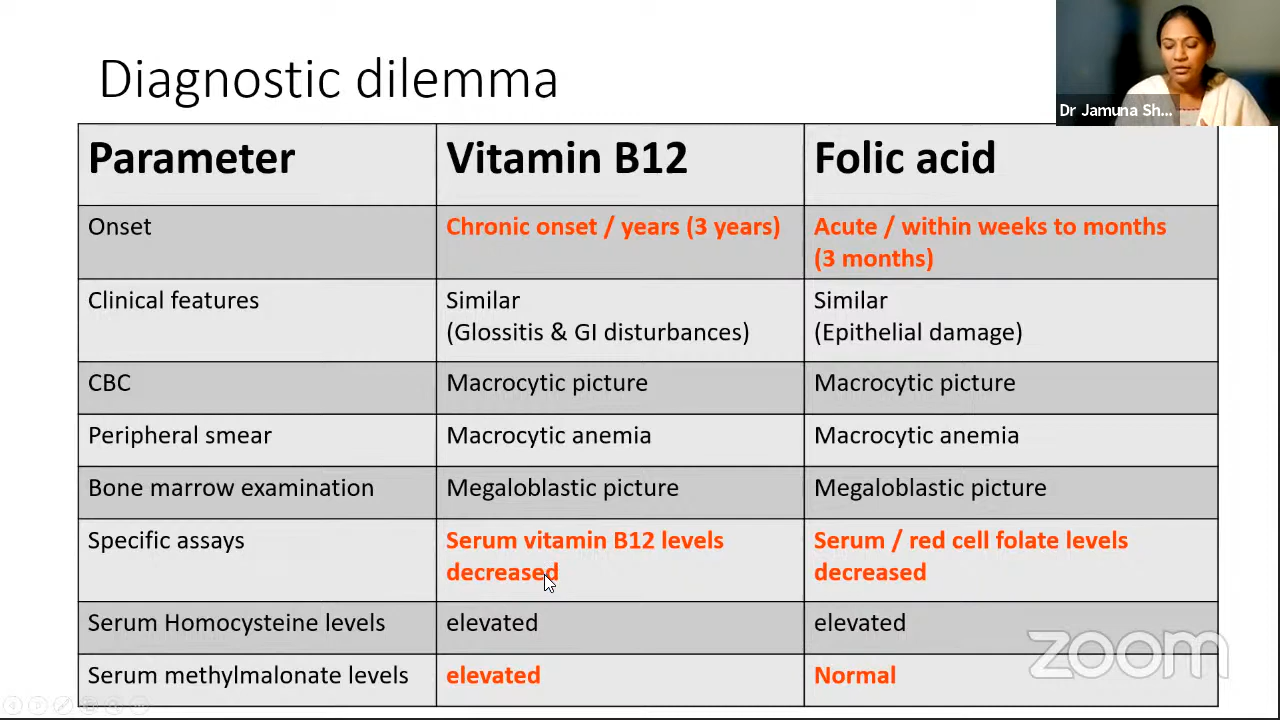 Diagnostic dilemma
Dr Jamuna Sh...
Parameter Vitamin B12 Folic acid
Onset Chronic onset / years (3 years) Acute / within weeks to months
(3 months)
Clinical features Similar Similar
(Glossitis & GI disturbances) (Epithelial damage)
CBC Macrocytic picture Macrocytic picture
Peripheral smear Macrocytic anemia Macrocytic anemia
Bone marrow examination Megaloblastic picture Megaloblastic picture
Specific assays Serum vitamin B12 levels Serum / red cell folate levels
decreased decreased
Serum Homocysteine levels elevated elevated
Serum methylmalonate levels elevated Normal
zoom